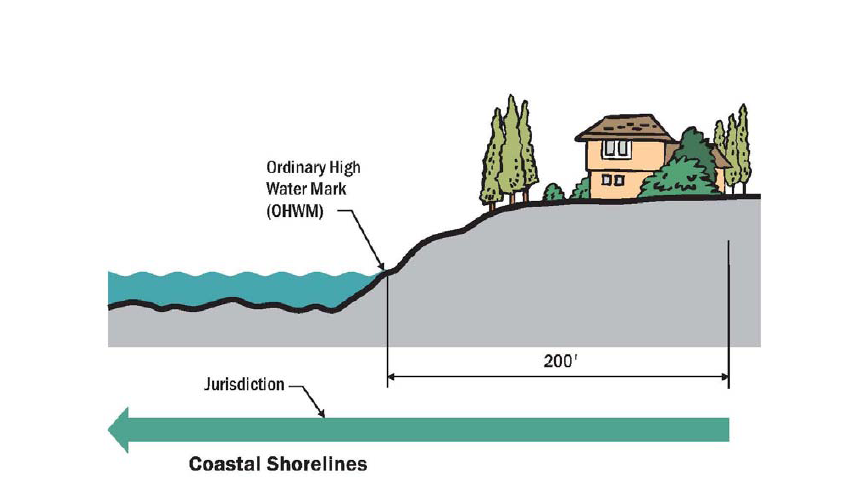 Ordinary High
Water Mark
(OHWM)
200'
Jurisdiction
Coastal Shorelines